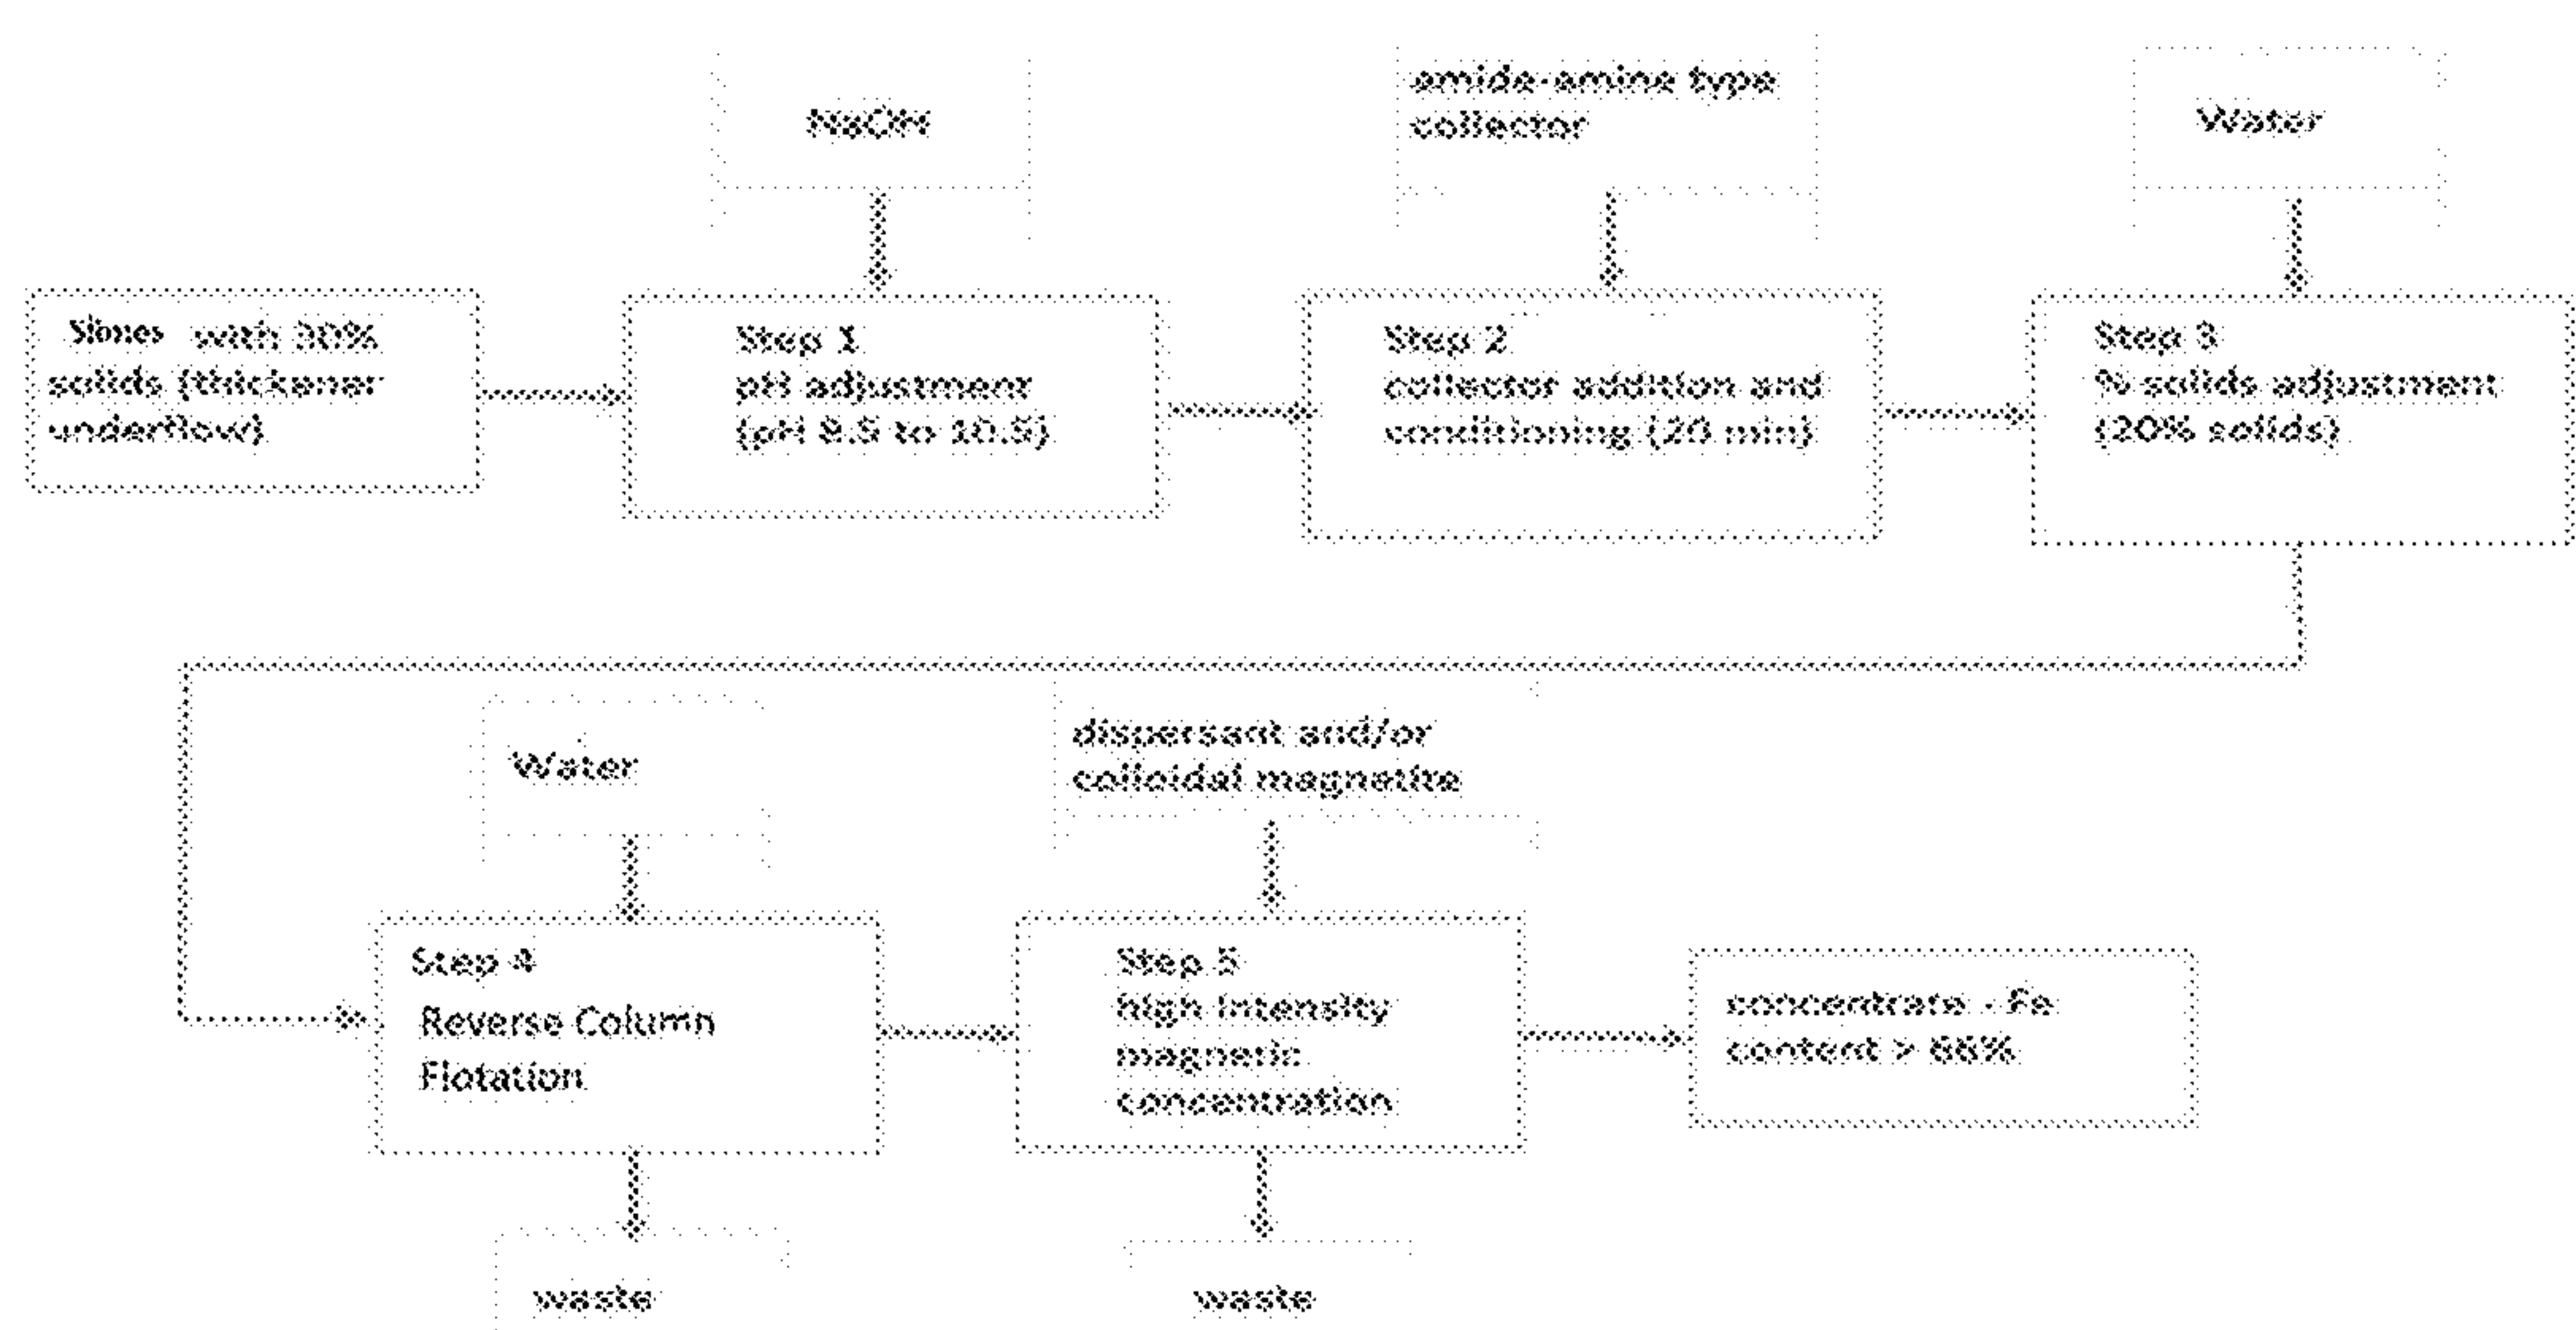 NaOH
amide-amine type
collector
Water
Slimes with 30%
solids (thickener
underflow)
Step 1
pH adjustment
(pH 8.5 to 10.5)
Step 2
collector addition and
conditioning (20 min)
Step 3
% solids adjustment
(20% solids)
Water
dispersant and/or
colloidal magnetite
Step 4
Reverse Column
Flotation
Step 5
high intensity
magnetic
concentration
concentrate - Fe
content > 66%
waste
waste